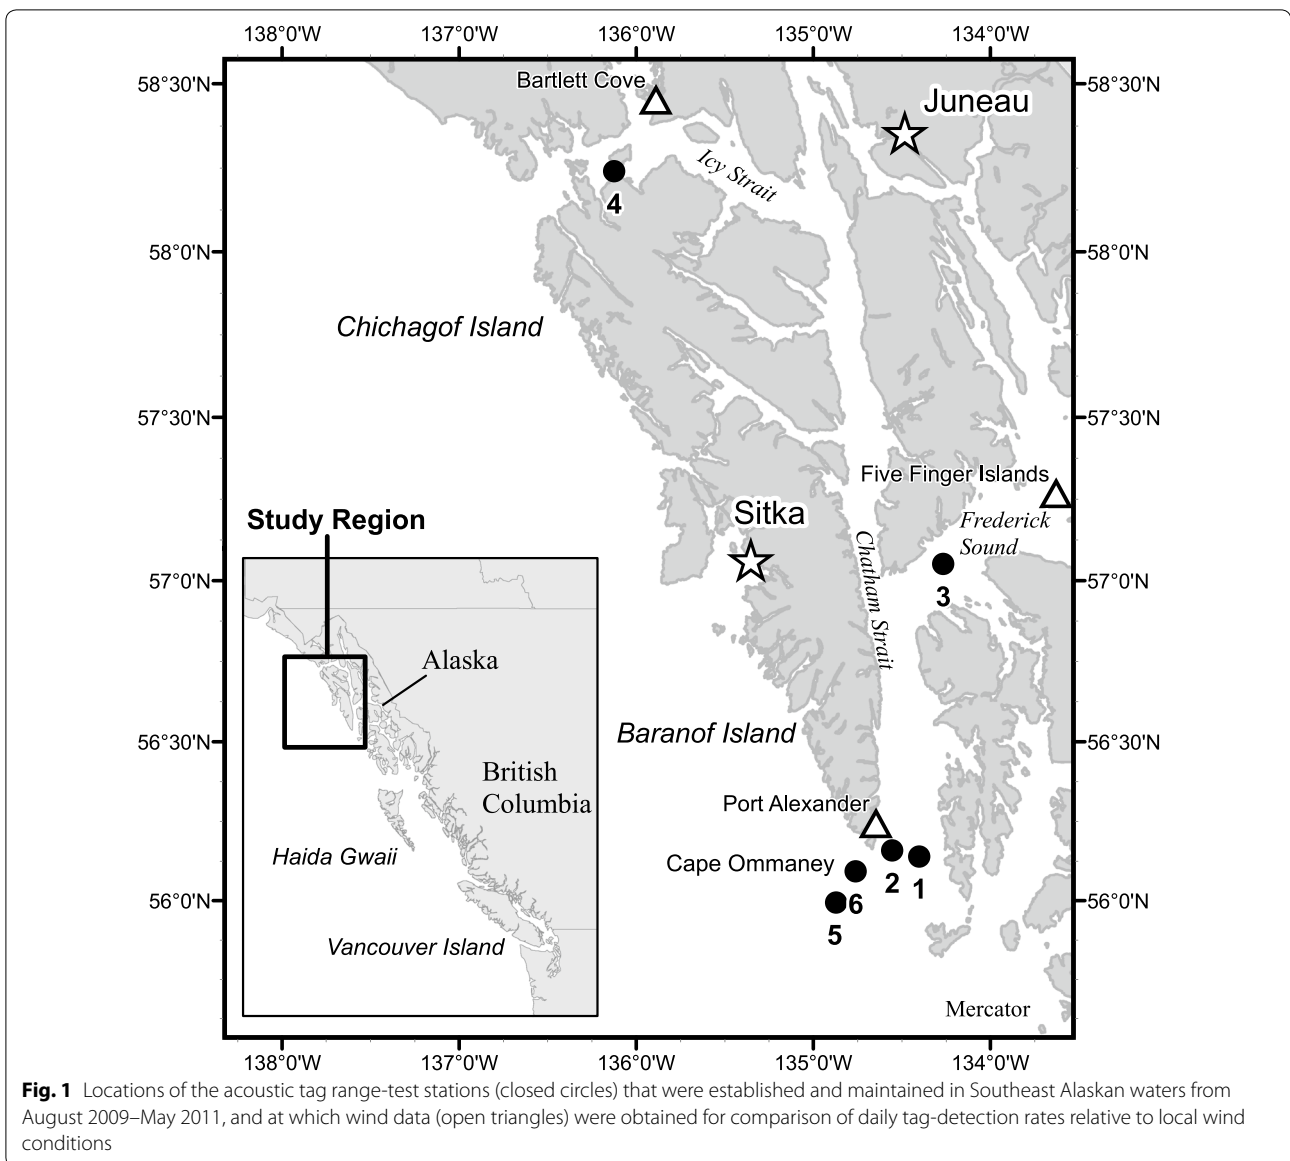 138°0'W 137°0'W 136°0'W 135°0'W 134°0'W
58°30'N 58°30'N
Bartlett Cove
Juneau
Icy Strait
4
58°0'N 58°0'N
Chichagof Island
57°30'N 57°30'N
Five Finger Islands
Sitka
Frederick
Sound
Study Region
Chatham Strait
57°0'N 57°0'N
3
Alaska
Baranof Island
56°30'N 56°30'N
British
Columbia
Port Alexander
Haida Gwaii
Cape Ommaney
2 1
56°0'N 6 56°0'N
5
Vancouver Island
Mercator
138°0'W 137°0'W 136°0'W 135°0'W 134°0'W
Fig. 1 Locations of the acoustic tag range-test stations (closed circles) that were established and maintained in Southeast Alaskan waters from
August 2009–May 2011, and at which wind data (open triangles) were obtained for comparison of daily tag-detection rates relative to local wind
conditions